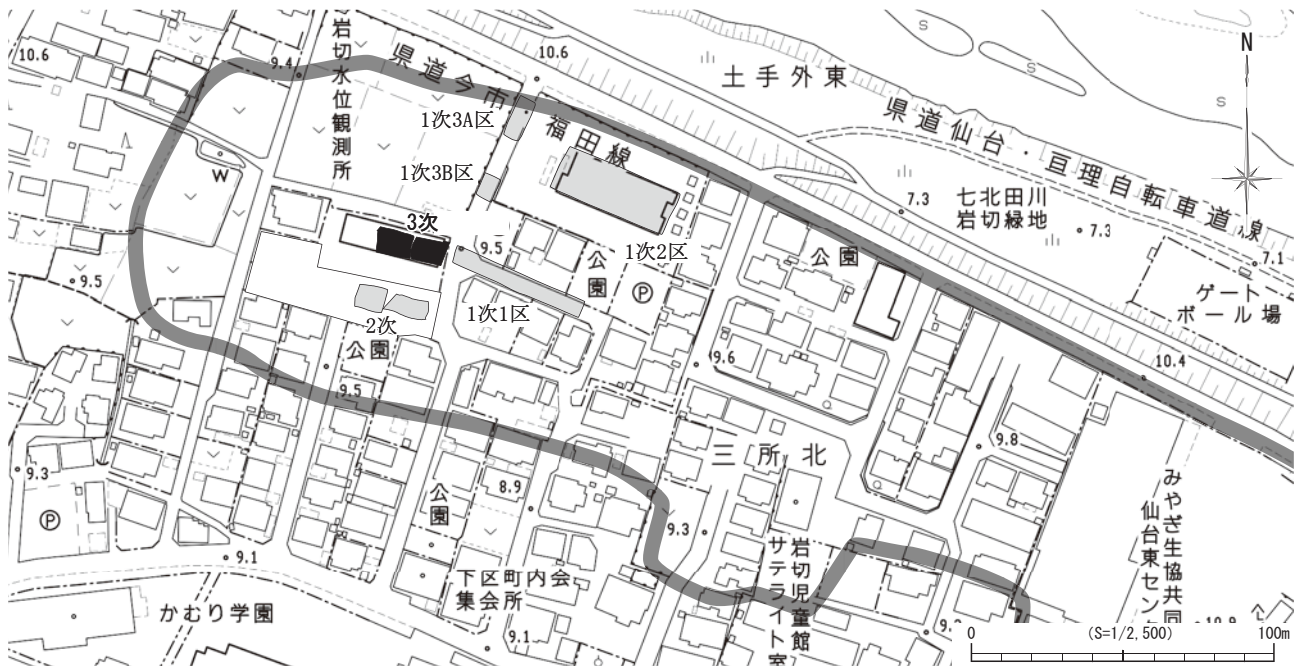 10.6
9.4
岩切水位観測所
県道今市
福田線
10.6
土手外東
県道仙台・亘理自転車道線
S
S
S
N
1次3A区
1次3B区
W
3次
9.5
1次2区
公園
P
公園
七北田川
岩切緑地
7.3
7.3
7.1
ゲート
ボール場
9.5
2次
公園
1次1区
9.6
10.4
9.5
9.3
P
公園
8.9
三所北
9.8
9.3
9.1
下区町内会
集会所
9.1
岩切児童館
サテライト室
みやぎ生協共同
仙台東セン
かむり学園
10.9
0
(S=1/2,500)
100m